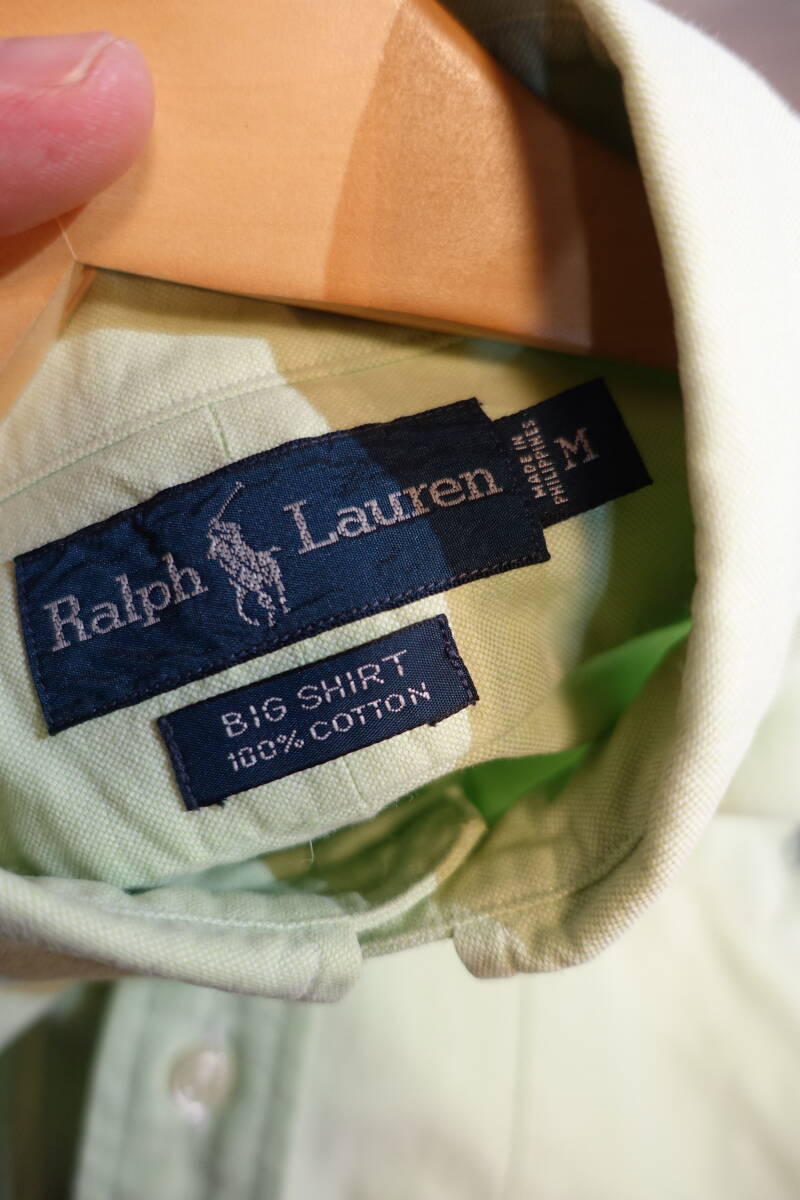 Ralph Lauren
MADE IN
PHILIPPINES
M
BIG SHIRT
100% COTTON